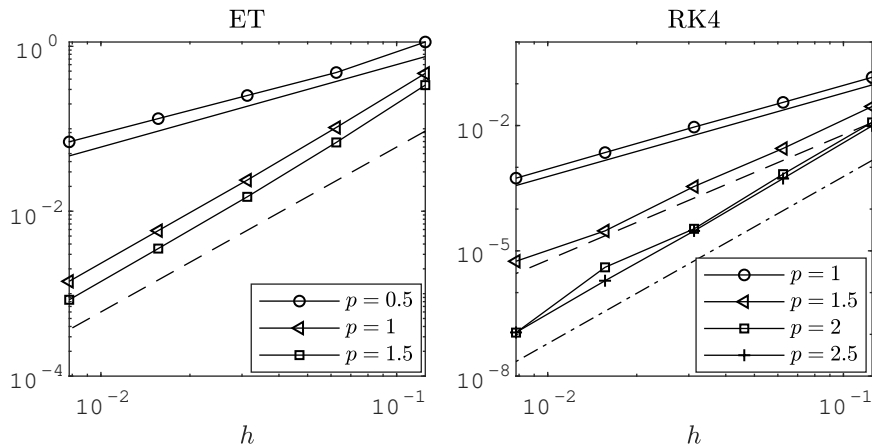 ET
10^0
10^{-2}
10^{-4}
10^{-2}
10^{-1}
h
p = 0.5
p = 1
p = 1.5
RK4
10^{-2}
10^{-5}
10^{-8}
10^{-2}
10^{-1}
h
p = 1
p = 1.5
p = 2
p = 2.5